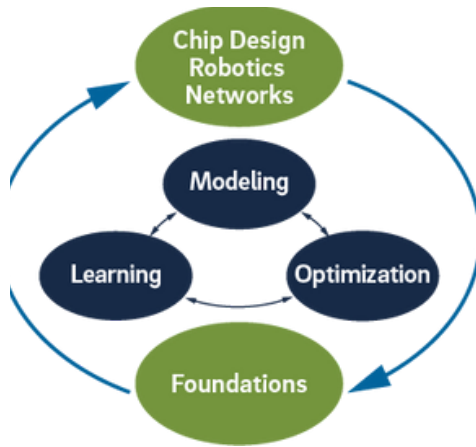 Chip Design
Robotics
Networks
Modeling
Learning
Optimization
Foundations